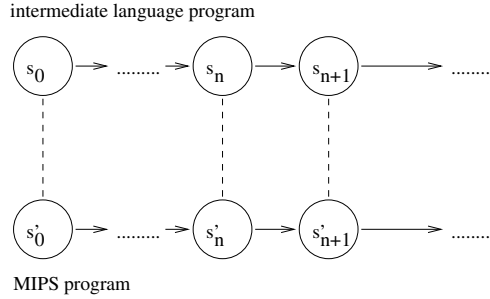 intermediate language program
s0 ........ sn sn+1 ........
s'0 ........ s'n s'n+1 ........
MIPS program